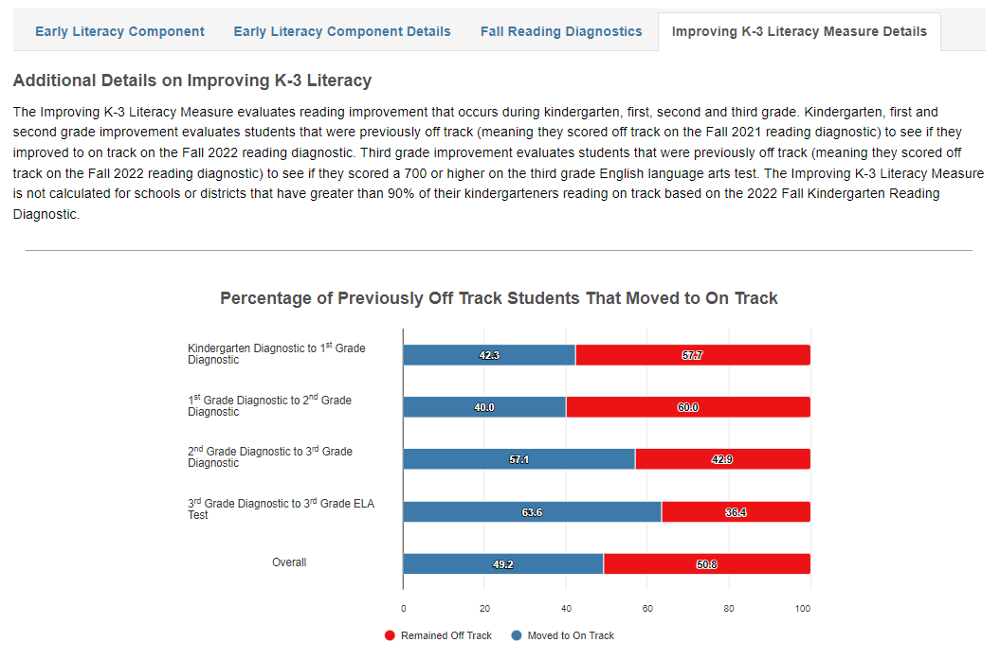 Early Literacy Component
Early Literacy Component Details
Fall Reading Diagnostics
Improving K-3 Literacy Measure Details
Additional Details on Improving K-3 Literacy
The Improving K-3 Literacy Measure evaluates reading improvement that occurs during kindergarten, first, second and third grade. Kindergarten, first and
second grade improvement evaluates students that were previously off track (meaning they scored off track on the Fall 2021 reading diagnostic) to see if they
improved to on track on the Fall 2022 reading diagnostic. Third grade improvement evaluates students that were previously off track (meaning they scored off
track on the Fall 2022 reading diagnostic) to see if they scored a 700 or higher on the third grade English language arts test. The Improving K-3 Literacy Measure
is not calculated for schools or districts that have greater than 90% of their kindergarteners reading on track based on the 2022 Fall Kindergarten Reading
Diagnostic.
Percentage of Previously Off Track Students That Moved to On Track
Kindergarten Diagnostic to 1st Grade
Diagnostic
42.3
57.7
1st Grade Diagnostic to 2nd Grade
Diagnostic
40.0
60.0
2nd Grade Diagnostic to 3rd Grade
Diagnostic
57.1
42.9
3rd Grade Diagnostic to 3rd Grade ELA
Test
63.6
36.4
Overall
49.2
50.8
0
20
40
60
80
100
Remained Off Track
Moved to On Track